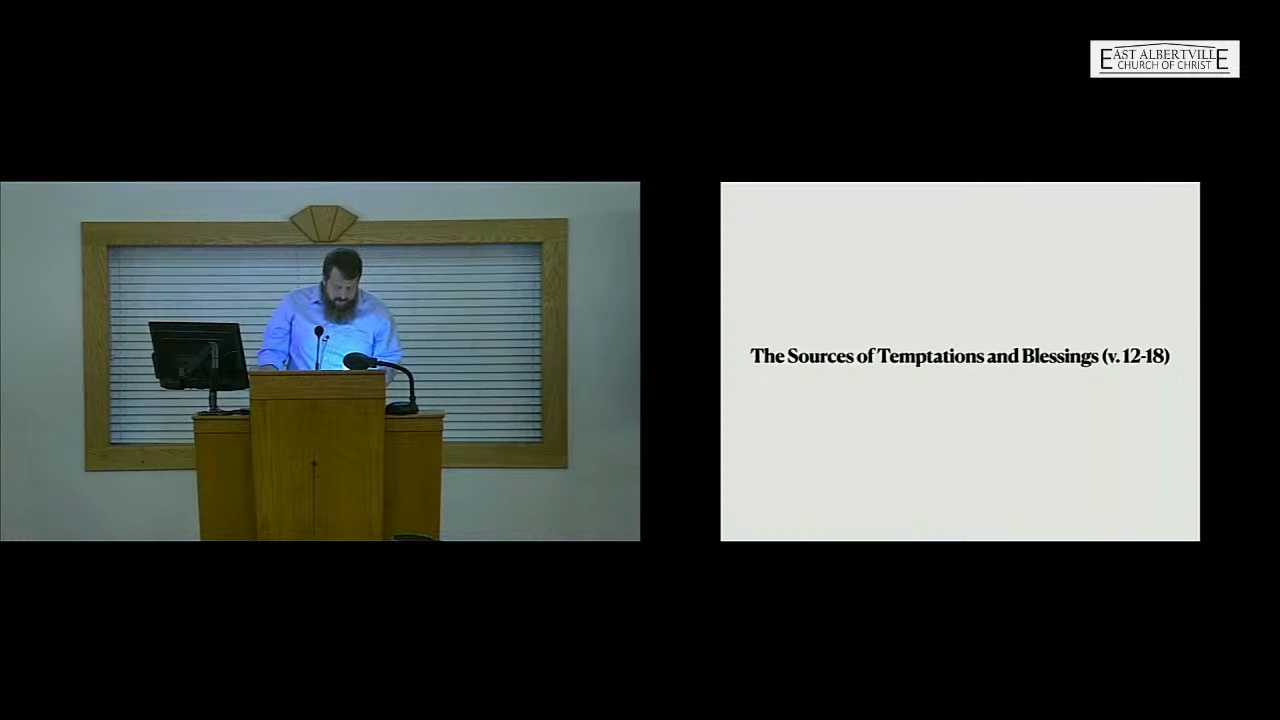 EAST ALBERTVILLE
CHURCH OF CHRIST
The Sources of Temptations and Blessings (v. 12-18)